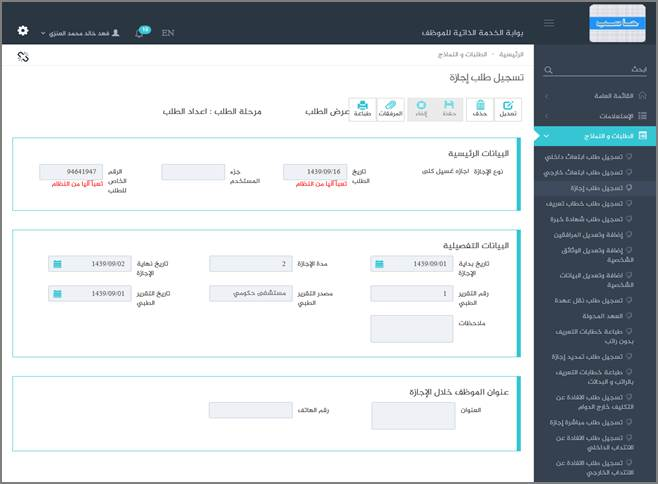 حاسب
بوابة الخدمة الذاتية للموظف
EN
10
فهد خالد محمد العنزي
ابحث
القائمة العامة
الإستعلامات
الطلبات و النماذج
تسجيل طلب ابتعاث داخلي
تسجيل طلب ابتعاث خارجي
تسجيل طلب إجازة
تسجيل طلب خطاب تعريف
تسجيل طلب شهادة خبرة
إضافة وتعديل المرافقين
إضافة وتعديل الوثائق
الشخصية
اضافة وتعديل البيانات
الشخصية
تسجيل طلب نقل عهدة
العهد المحولة
طباعة خطابات التعريف
بدون راتب
تسجيل طلب تمديد إجازة
طباعة خطابات التعريف
بالراتب و البدلات
تسجيل طلب الافادة عن
التكليف خارج الدوام
تسجيل طلب مباشرة إجازة
تسجيل طلب الافادة عن
الانتداب الداخلي
تسجيل طلب الافادة عن
الانتداب الخارجي
الرئيسية - الطلبات و النماذج
تسجيل طلب إجازة
تعديل
حذف
حفظ
إلغاء
المرفقات
طباعة
عرض الطلب
مرحلة الطلب : اعداد الطلب
البيانات الرئيسية
نوع الإجازة اجازه غسيل كلى
تاريخ الطلب 1439/09/16
تعبأ آليا من النظام
جزء المستخدم
الرقم الخاص للطلب 94641947
تعبأ آليا من النظام
البيانات التفصيلية
تاريخ بداية الإجازة 1439/09/01
مدة الإجازة 2
تاريخ نهاية الإجازة 1439/09/02
رقم التقرير الطبي 1
مصدر التقرير الطبي مستشفى حكومي
تاريخ التقرير الطبي 1439/09/01
ملاحظات
عنوان الموظف خلال الإجازة
العنوان
رقم الهاتف